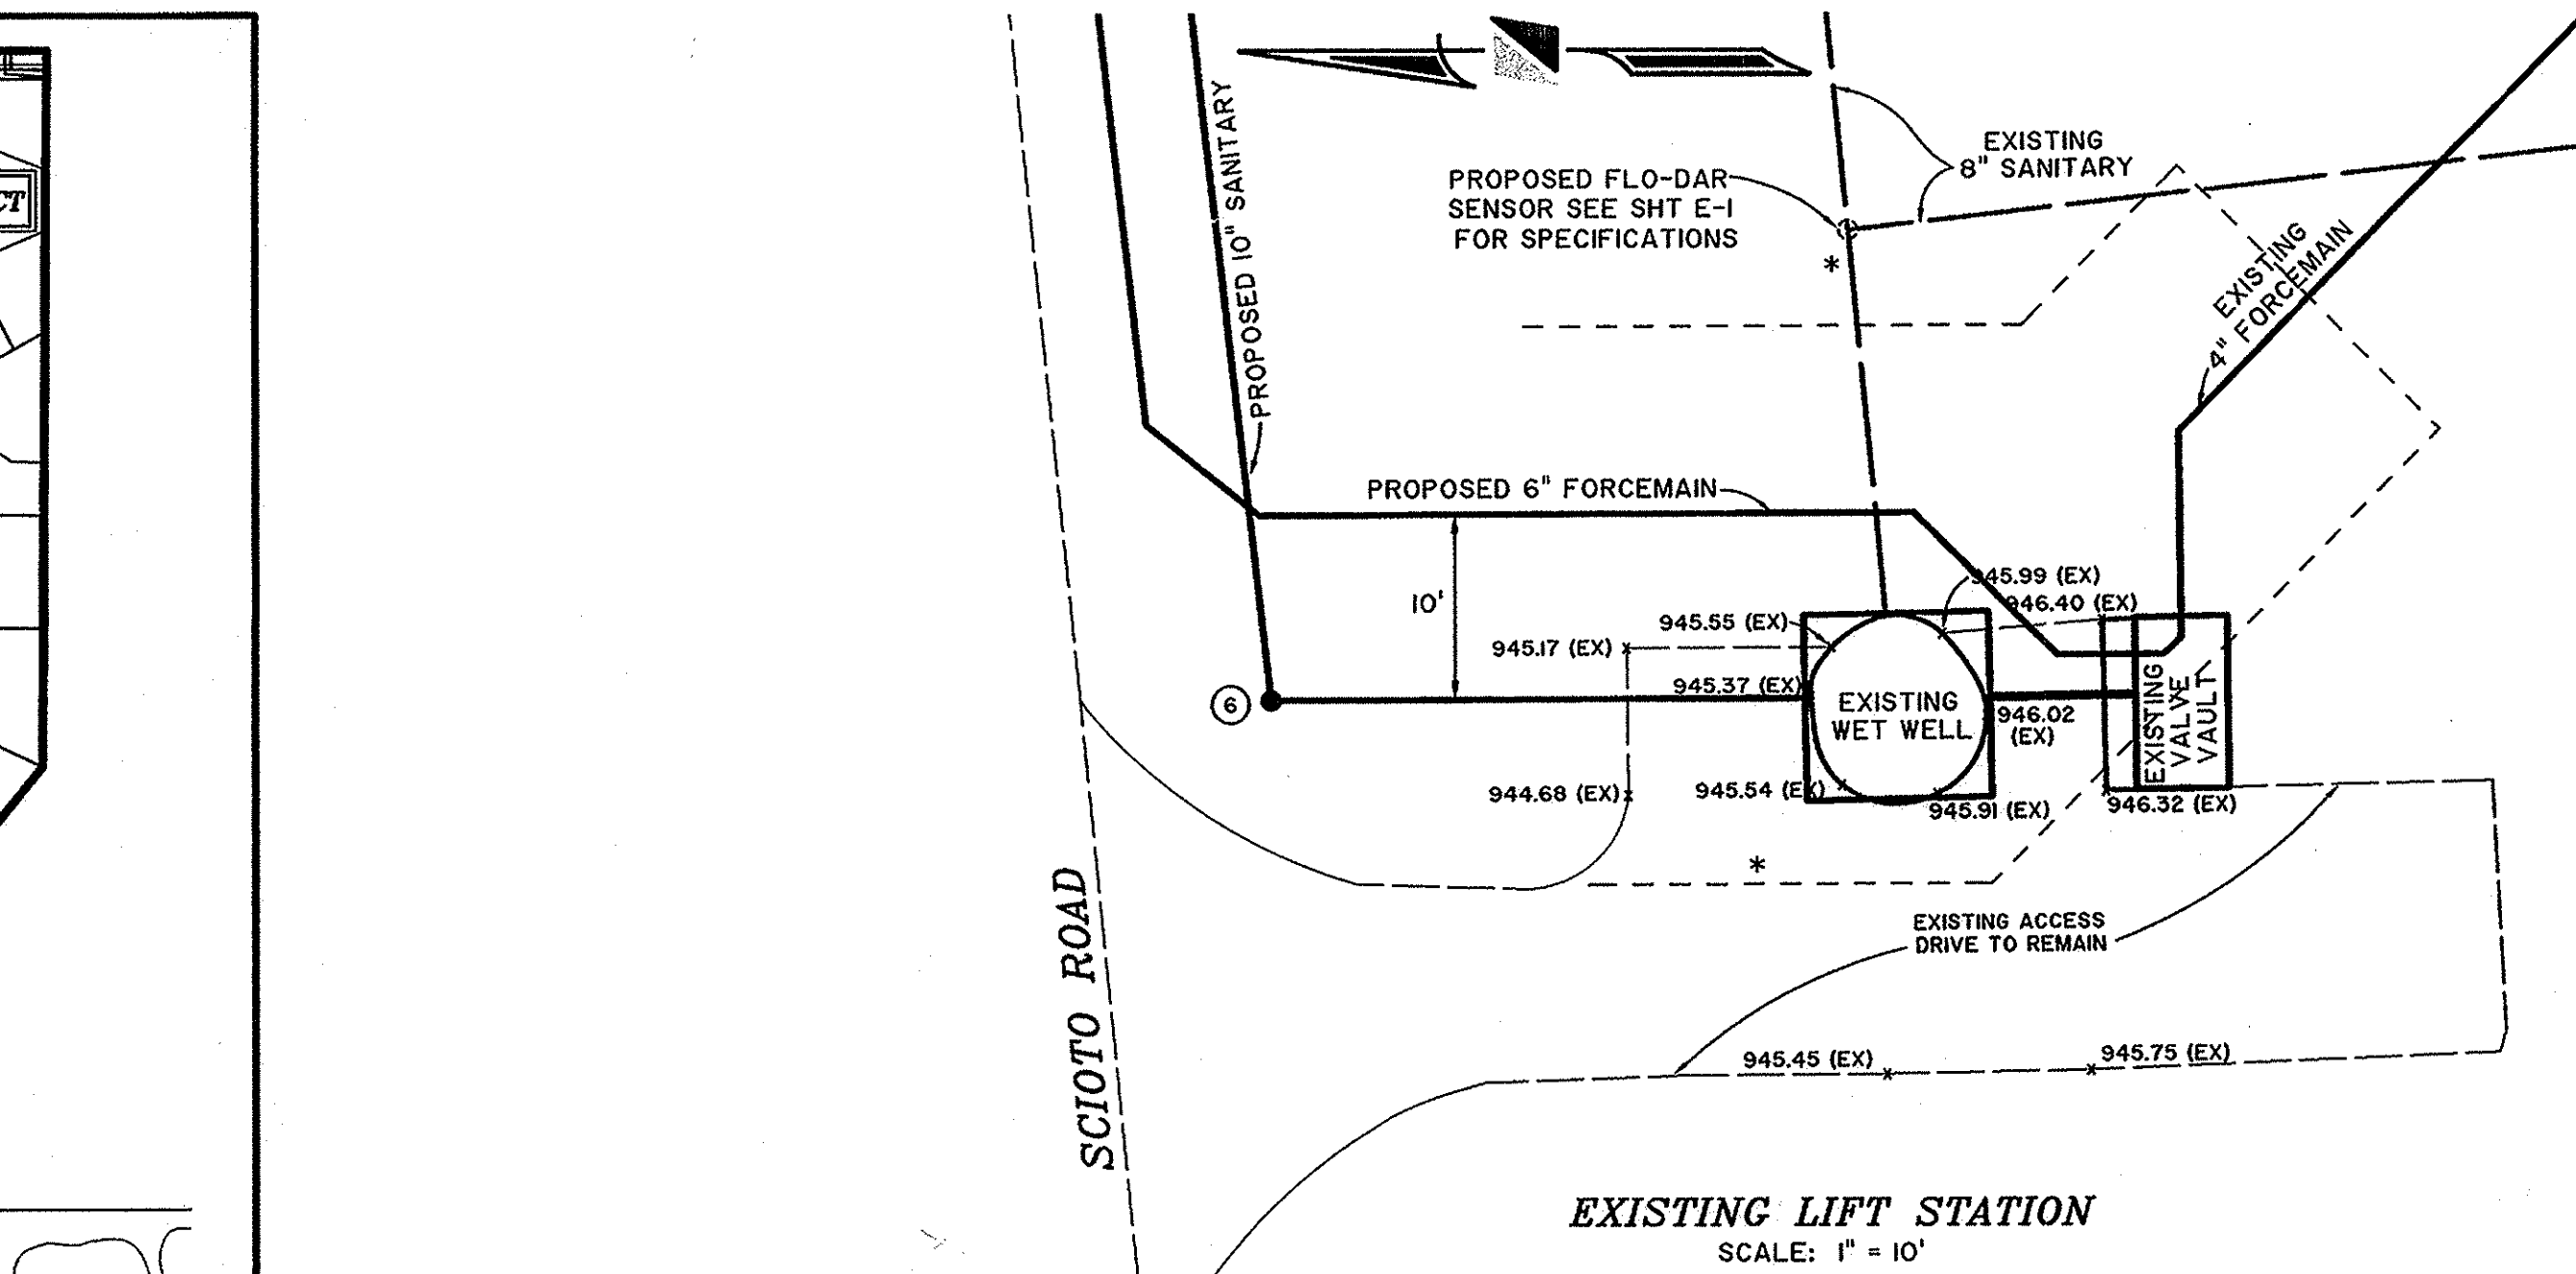 CT
PROPOSED 10" SANITARY
EXISTING
8" SANITARY
PROPOSED FLO-DAR
SENSOR SEE SHT E-1
FOR SPECIFICATIONS
*
EXISTING
4" FORCEMAIN
PROPOSED 6" FORCEMAIN
10'
945.99 (EX)
946.40 (EX)
945.55 (EX)
945.17 (EX)
945.37 (EX)
6
EXISTING
WET WELL
946.02
(EX)
EXISTING
VALVE
VAULT
944.68 (EX)
945.54 (EX)
945.91 (EX)
946.32 (EX)
*
SCIOTO ROAD
EXISTING ACCESS
DRIVE TO REMAIN
945.45 (EX)
945.75 (EX)
EXISTING LIFT STATION
SCALE: 1" = 10'